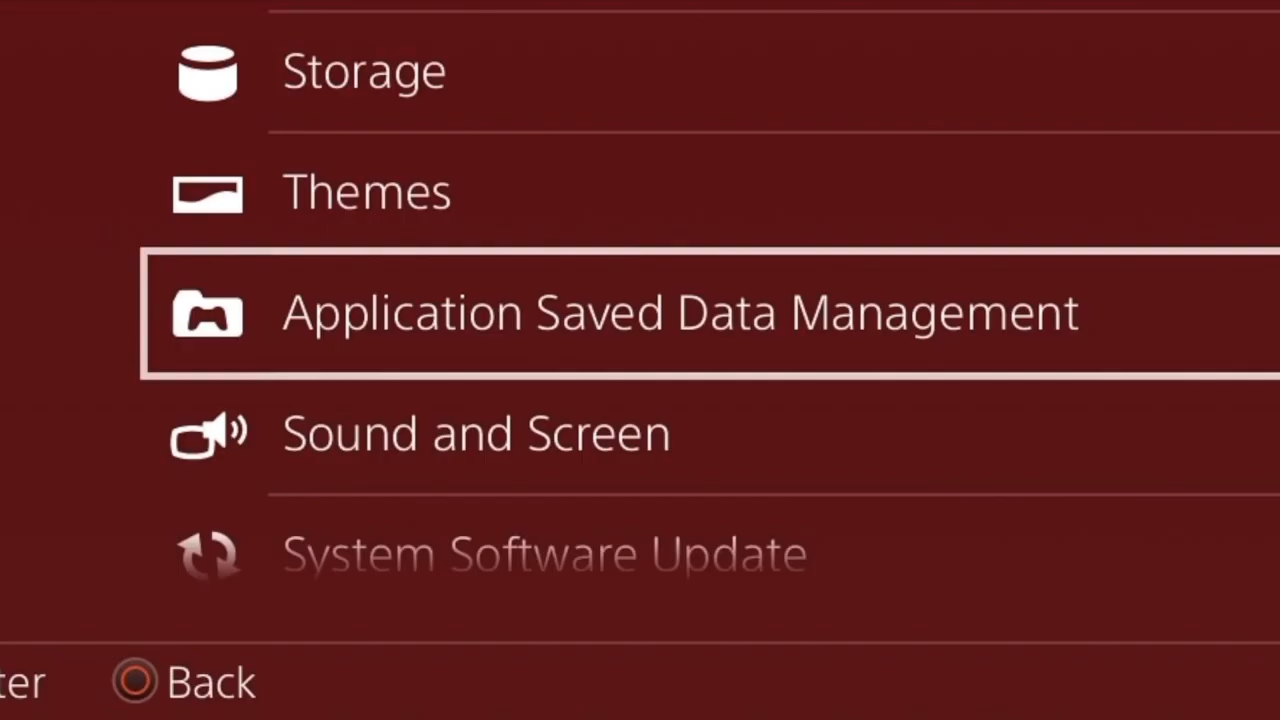 Storage
Themes
Application Saved Data Management
Sound and Screen
System Software Update
ter Back